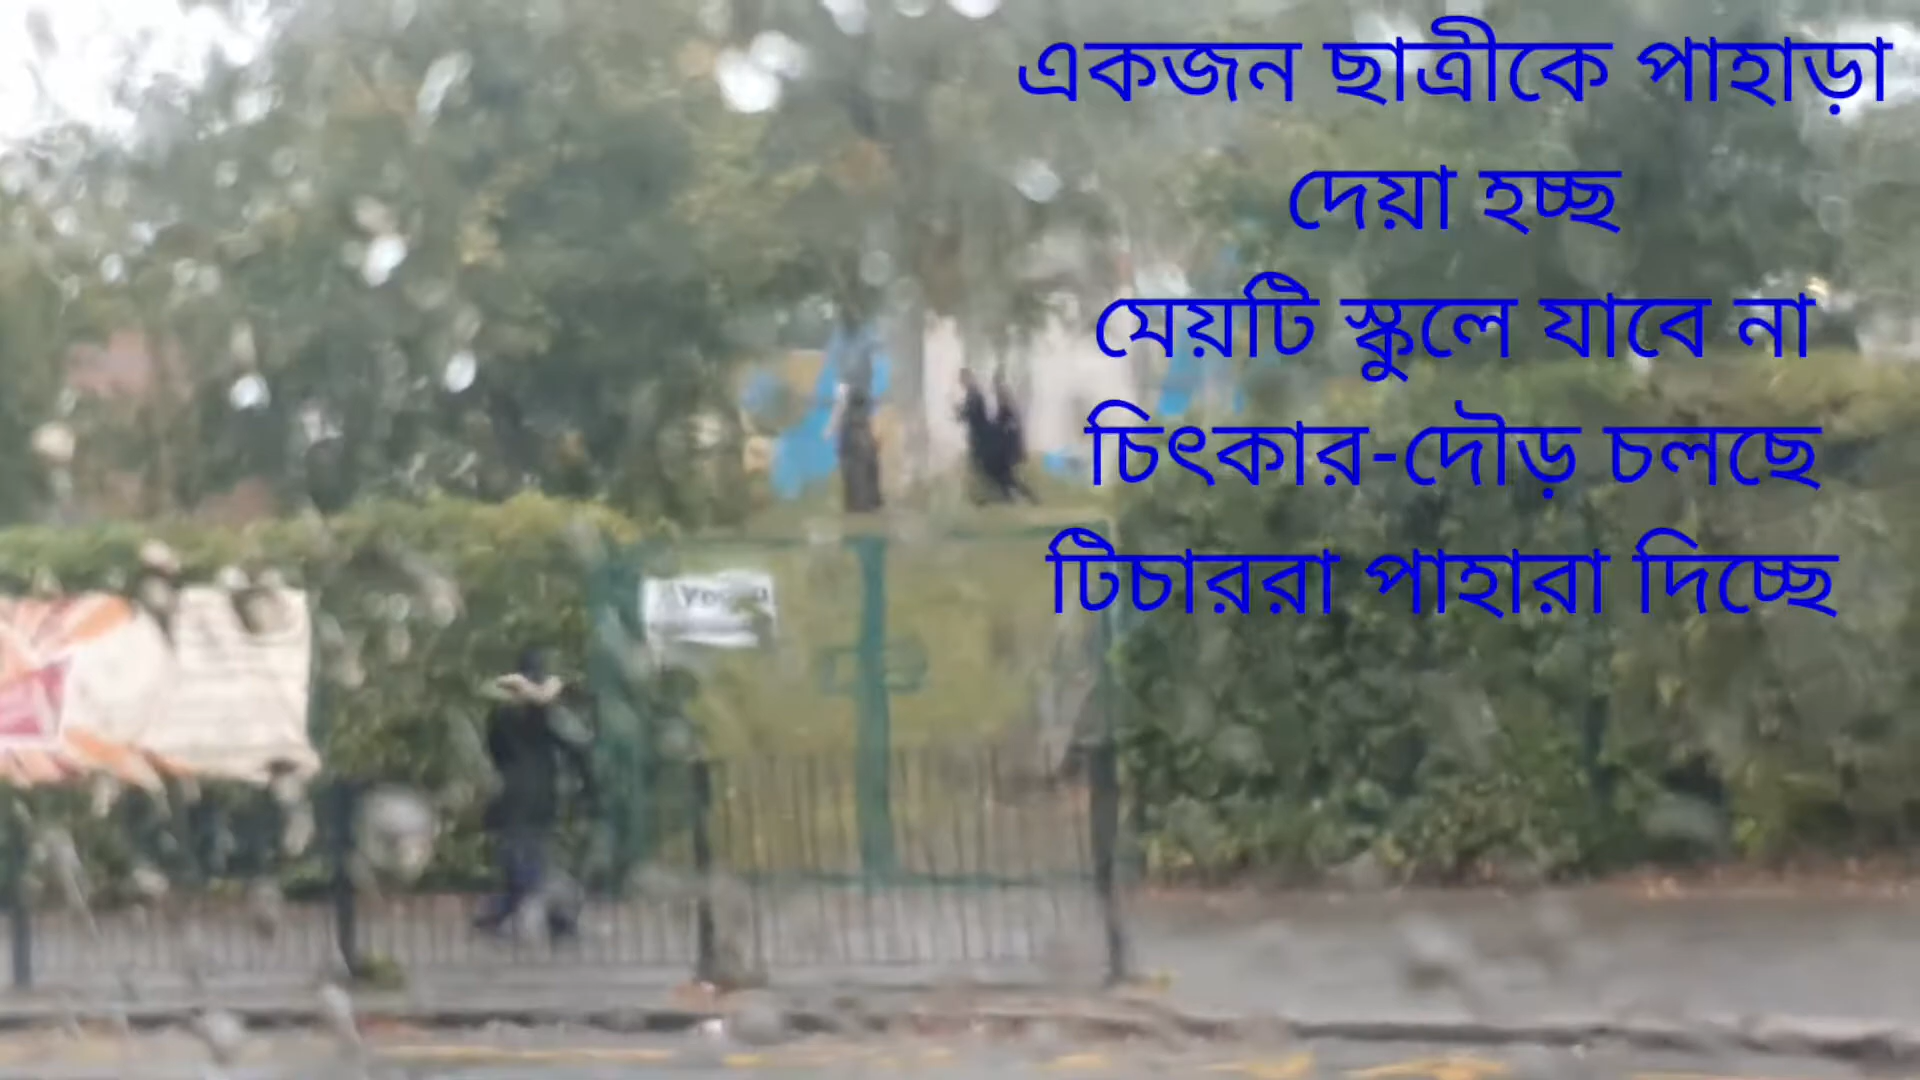 একজন ছাত্রীকে পাহাড়া
দেয়া হচ্ছ
মেয়টি স্কুলে যাবে না
চিৎকার-দৌড় চলছে
টিচাররা পাহারা দিচ্ছে